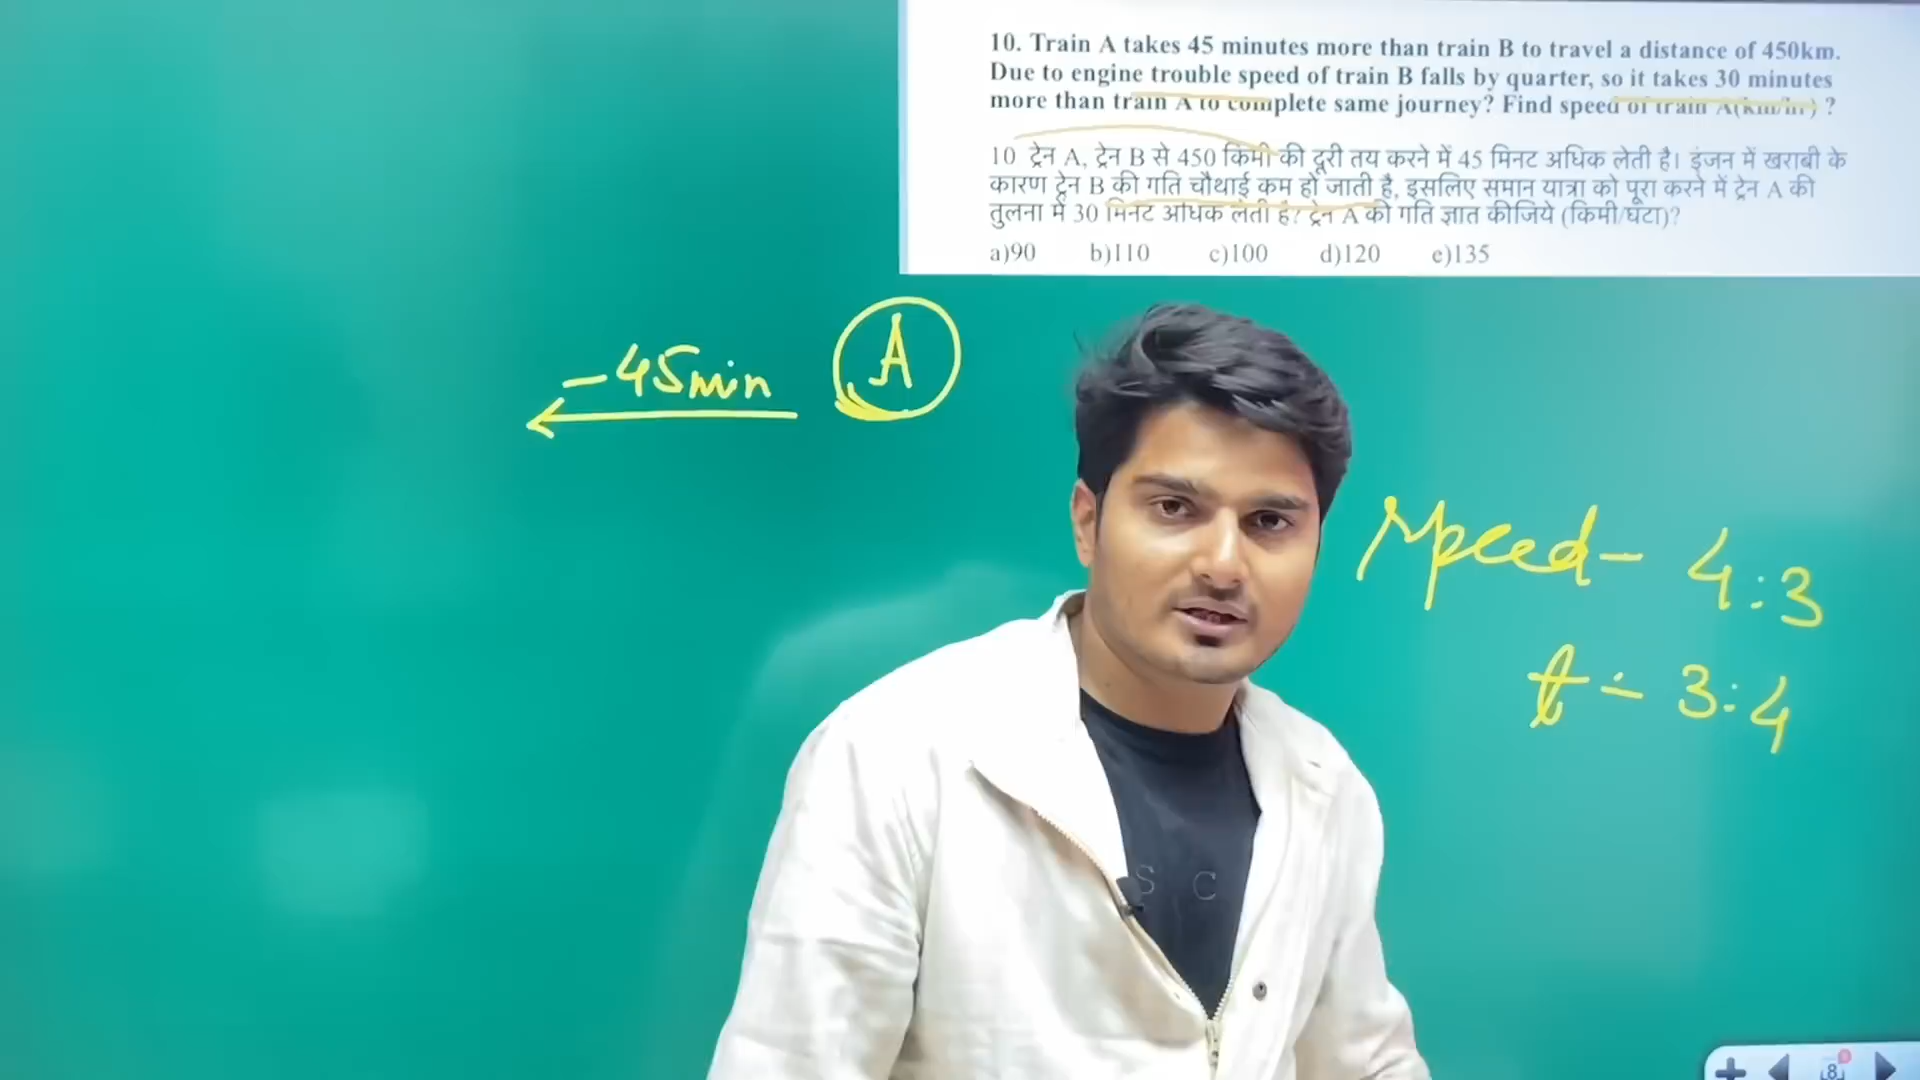 10. Train A takes 45 minutes more than train B to travel a distance of 450km.
Due to engine trouble speed of train B falls by quarter, so it takes 30 minutes
more than train A to complete same journey? Find speed of train A(km/hr) ?
10 ट्रेन A, ट्रेन B से 450 किमी की दूरी तय करने में 45 मिनट अधिक लेती है। इंजन में खराबी के
कारण ट्रेन B की गति चौथाई कम हो जाती है, इसलिए समान यात्रा को पूरा करने में ट्रेन A की
तुलना में 30 मिनट अधिक लेती है? ट्रेन A की गति ज्ञात कीजिये (किमी/घंटा)?
a)90 b)110 c)100 d)120 e)135
-45min A
speed- 4:3
t- 3:4
S C
8